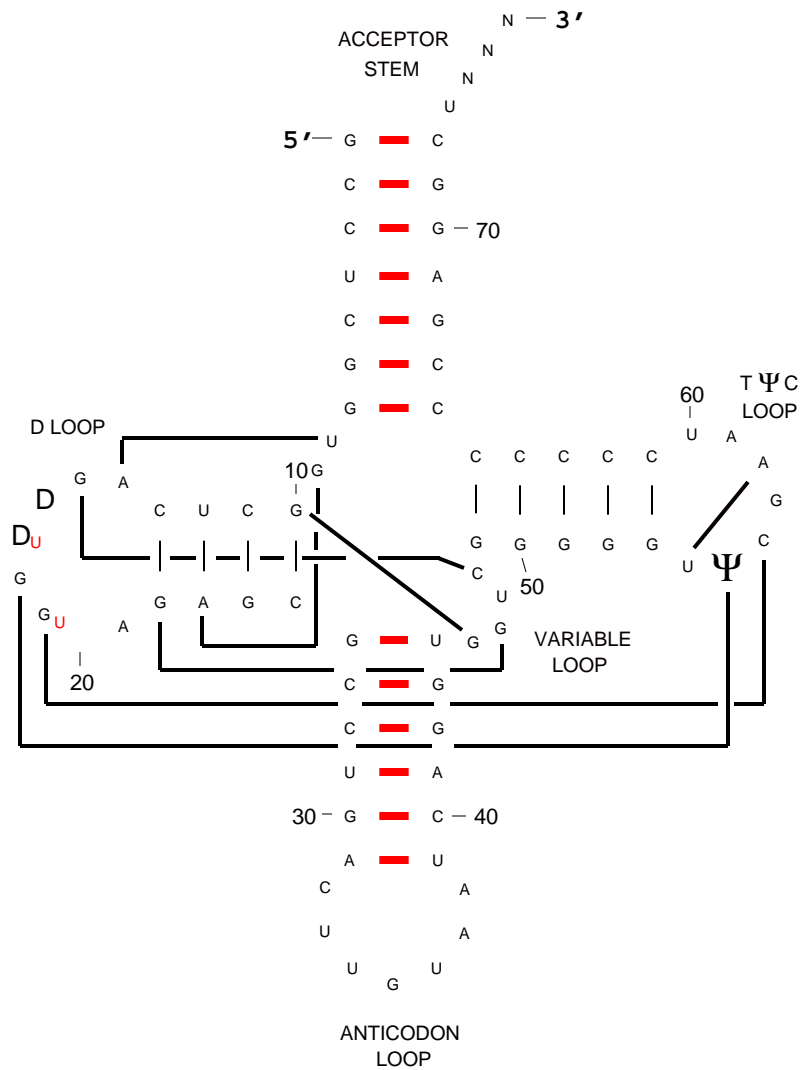 N 3′
ACCEPTOR
STEM
N
N
U
5′ G C
C G
C G 70
U A
C G
G C
G C
60
T Ψ C
LOOP
D LOOP
U
U A
C C C C C A
G A 10 G
D
C U C G G
D U
G G G G G C
U Ψ
C 50
G
G U A G A G C U
G U VARIABLE
LOOP
G G
20
C G
C G
U A
30 G C 40
A U
C A
U A
U U
G
ANTICODON
LOOP